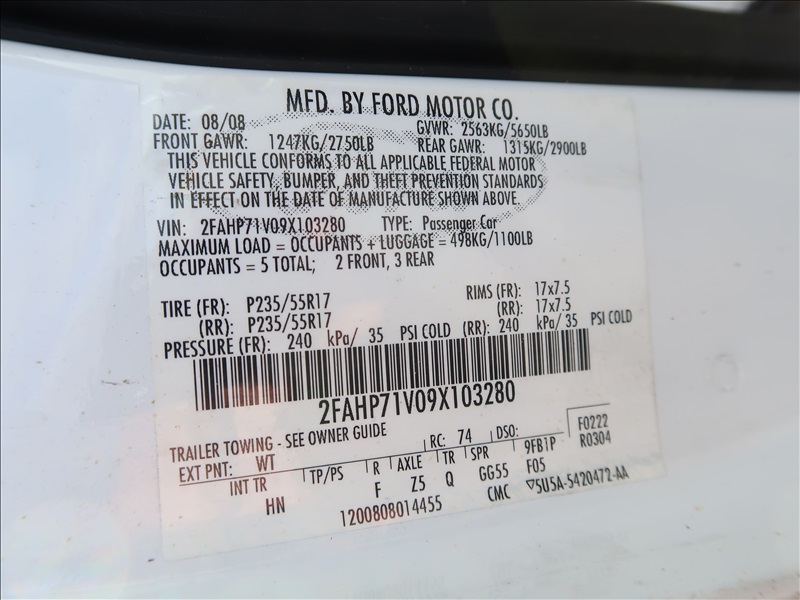 MFD. BY FORD MOTOR CO.
DATE: 08/08 GVWR: 2563KG/5650LB
FRONT GAWR: 1247KG/2750LB REAR GAWR: 1315KG/2900LB
THIS VEHICLE CONFORMS TO ALL APPLICABLE FEDERAL MOTOR
VEHICLE SAFETY, BUMPER, AND THEFT PREVENTION STANDARDS
IN EFFECT ON THE DATE OF MANUFACTURE SHOWN ABOVE.
VIN: 2FAHP71V09X103280 TYPE: Passenger Car
MAXIMUM LOAD = OCCUPANTS + LUGGAGE = 498KG/1100LB
OCCUPANTS = 5 TOTAL; 2 FRONT, 3 REAR
TIRE (FR): P235/55R17 RIMS (FR): 17x7.5
(RR): P235/55R17 (RR): 17x7.5
PRESSURE (FR): 240 kPa/ 35 PSI COLD (RR): 240 kPa/ 35 PSI COLD
2FAHP71V09X103280
TRAILER TOWING - SEE OWNER GUIDE RC: 74 DSO: F0222
EXT PNT: WT 9FB1P R0304
INT TR TP/PS R AXLE TR SPR F05
HN F Z5 Q GG55
1200808014455 CMC ▽5U5A-5420472-AA